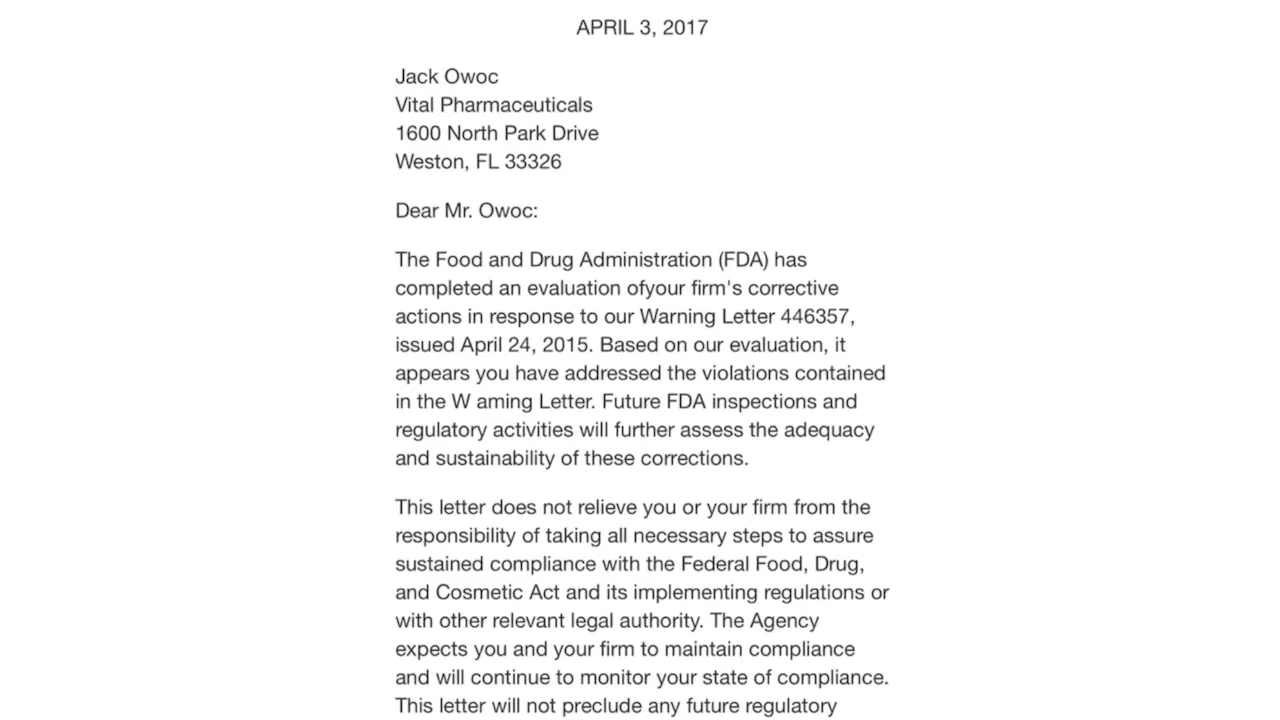 APRIL 3, 2017
Jack Owoc
Vital Pharmaceuticals
1600 North Park Drive
Weston, FL 33326
Dear Mr. Owoc:
The Food and Drug Administration (FDA) has
completed an evaluation ofyour firm's corrective
actions in response to our Warning Letter 446357,
issued April 24, 2015. Based on our evaluation, it
appears you have addressed the violations contained
in the W aming Letter. Future FDA inspections and
regulatory activities will further assess the adequacy
and sustainability of these corrections.
This letter does not relieve you or your firm from the
responsibility of taking all necessary steps to assure
sustained compliance with the Federal Food, Drug,
and Cosmetic Act and its implementing regulations or
with other relevant legal authority. The Agency
expects you and your firm to maintain compliance
and will continue to monitor your state of compliance.
This letter will not preclude any future regulatory